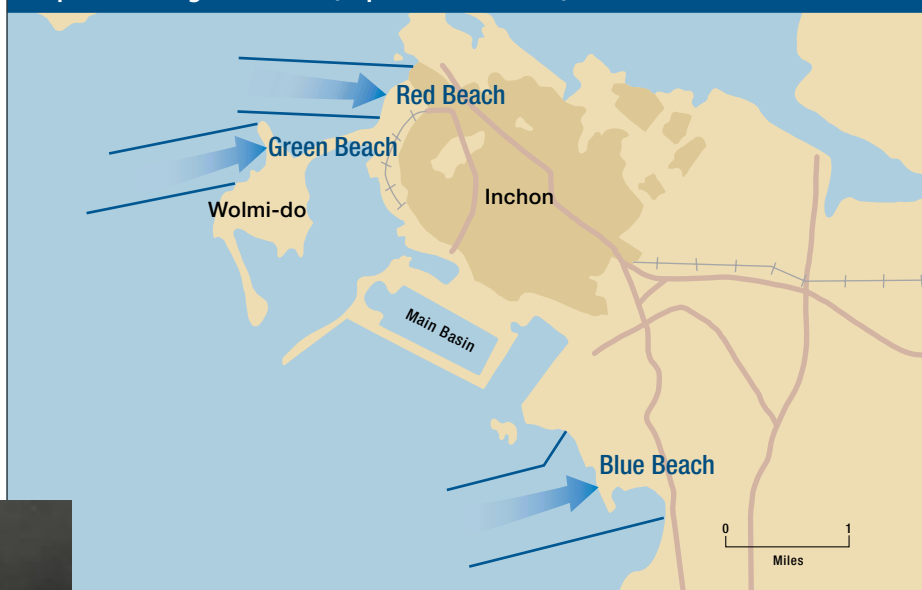 Red Beach
Green Beach
Wolmi-do
Inchon
Main Basin
Blue Beach
0 1
Miles